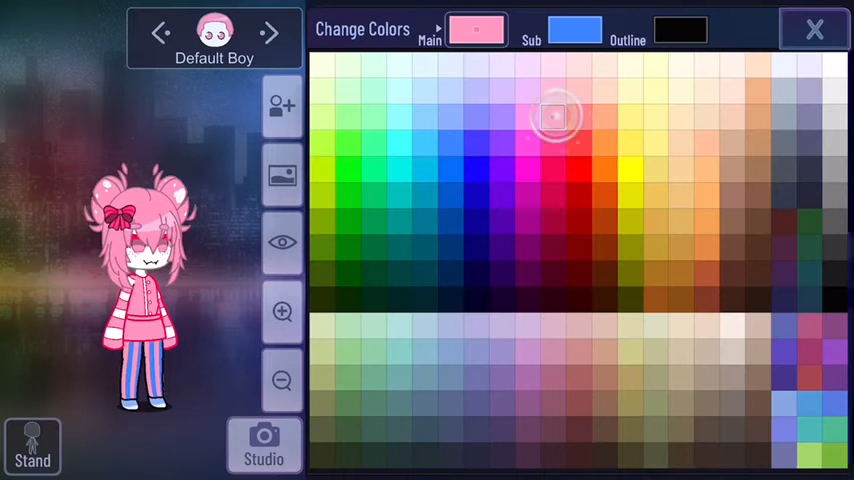 Default Boy
Change Colors
Main
Sub
Outline
X
Stand
Studio